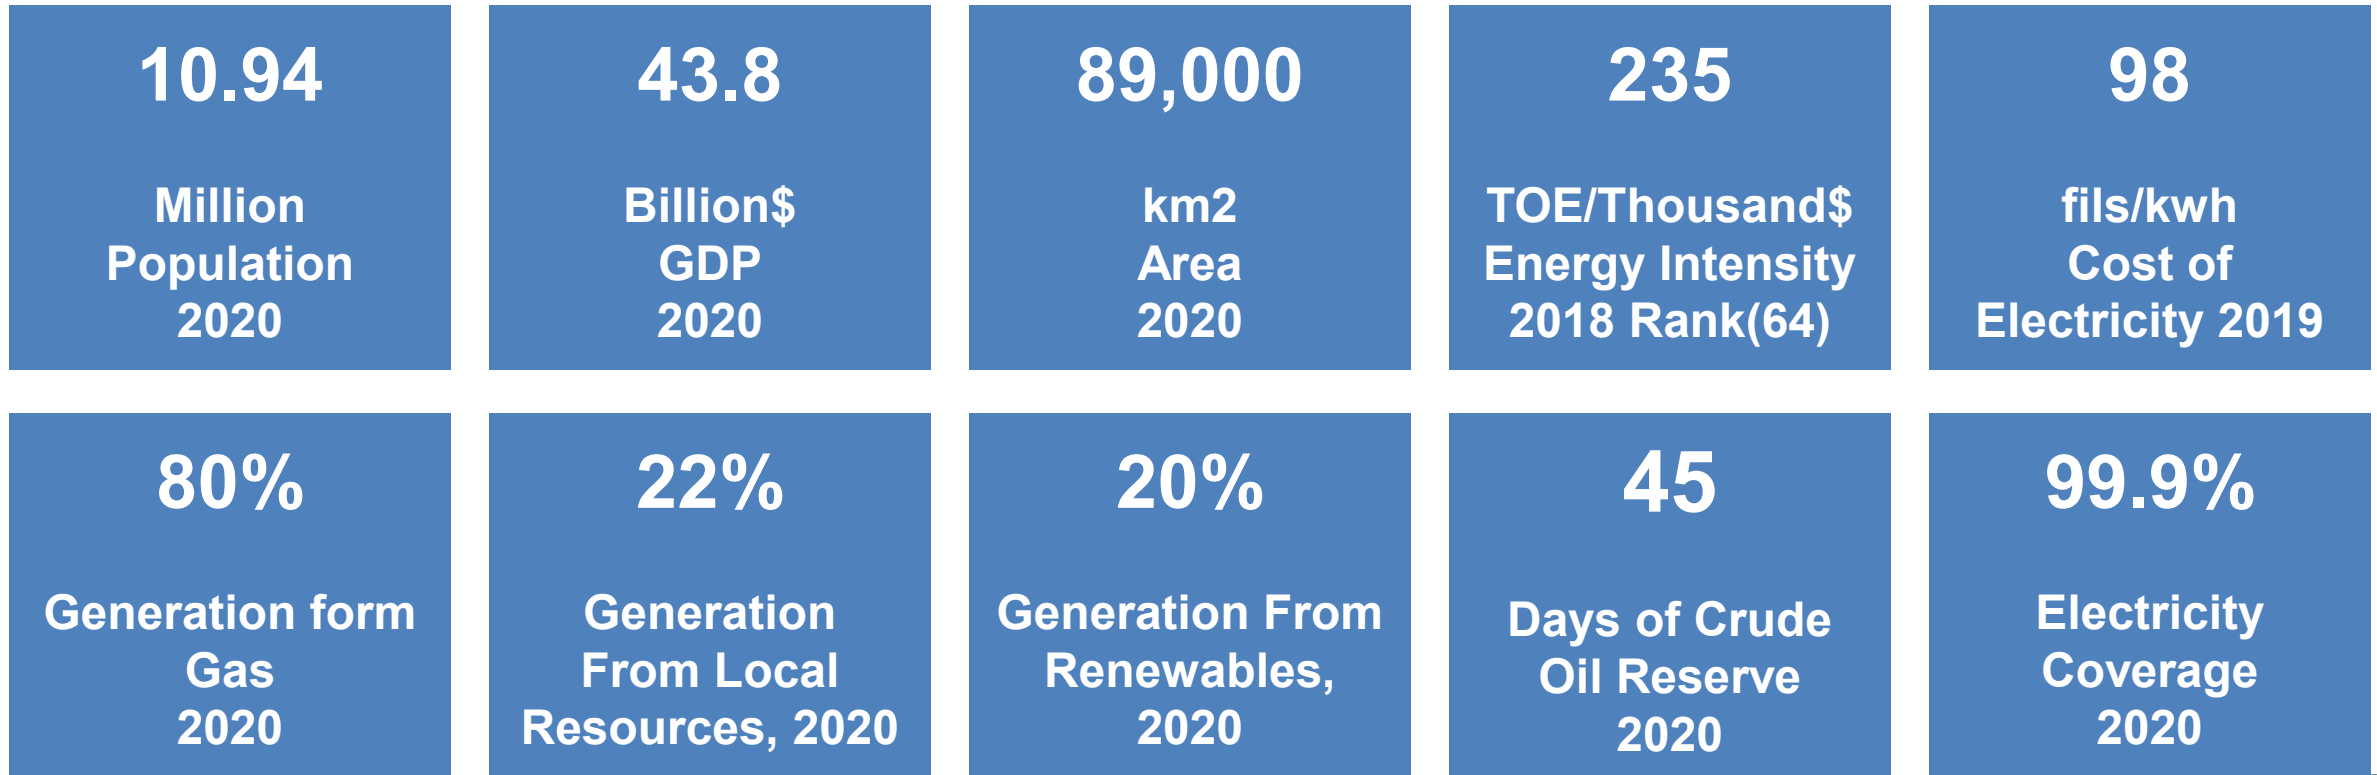 10.94
Million
Population
2020
43.8
Billion$
GDP
2020
89,000
km2
Area
2020
235
TOE/Thousand$
Energy Intensity
2018 Rank(64)
98
fils/kwh
Cost of
Electricity 2019
80%
Generation form
Gas
2020
22%
Generation
From Local
Resources, 2020
20%
Generation From
Renewables,
2020
45
Days of Crude
Oil Reserve
2020
99.9%
Electricity
Coverage
2020